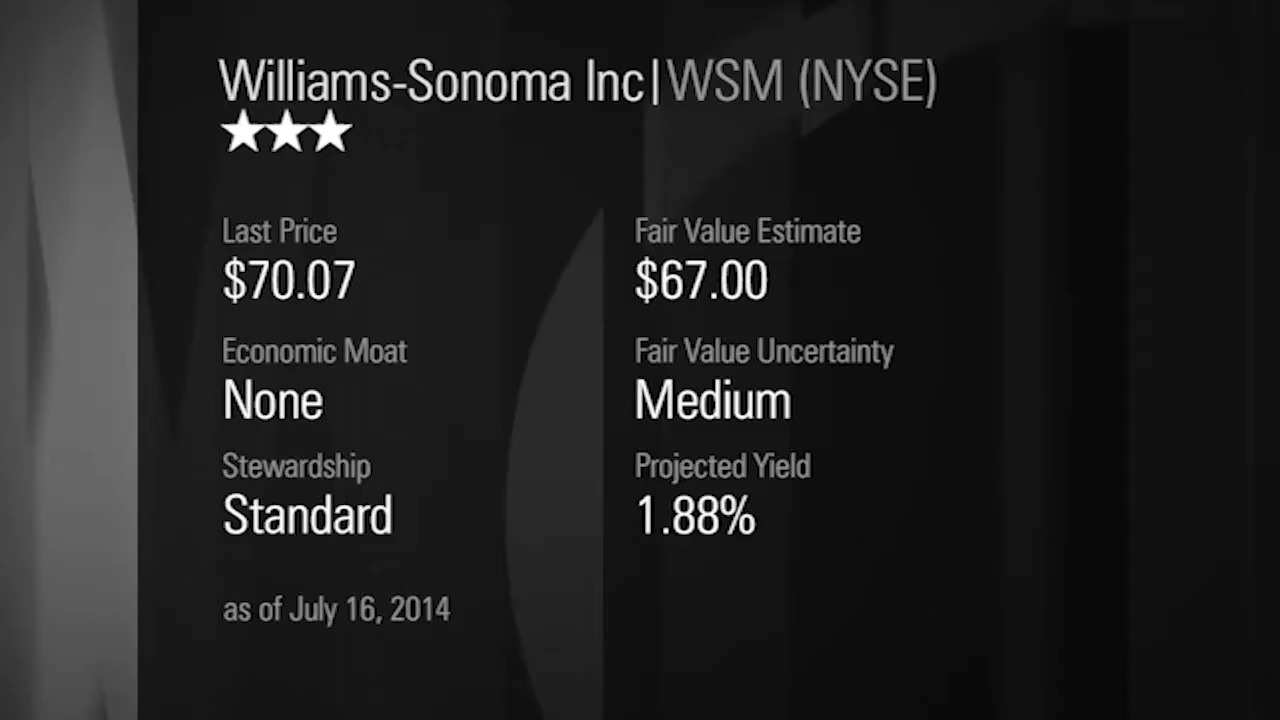 Williams-Sonoma Inc|WSM (NYSE)
★★★
Last Price
$70.07
Fair Value Estimate
$67.00
Economic Moat
None
Fair Value Uncertainty
Medium
Stewardship
Standard
Projected Yield
1.88%
as of July 16, 2014